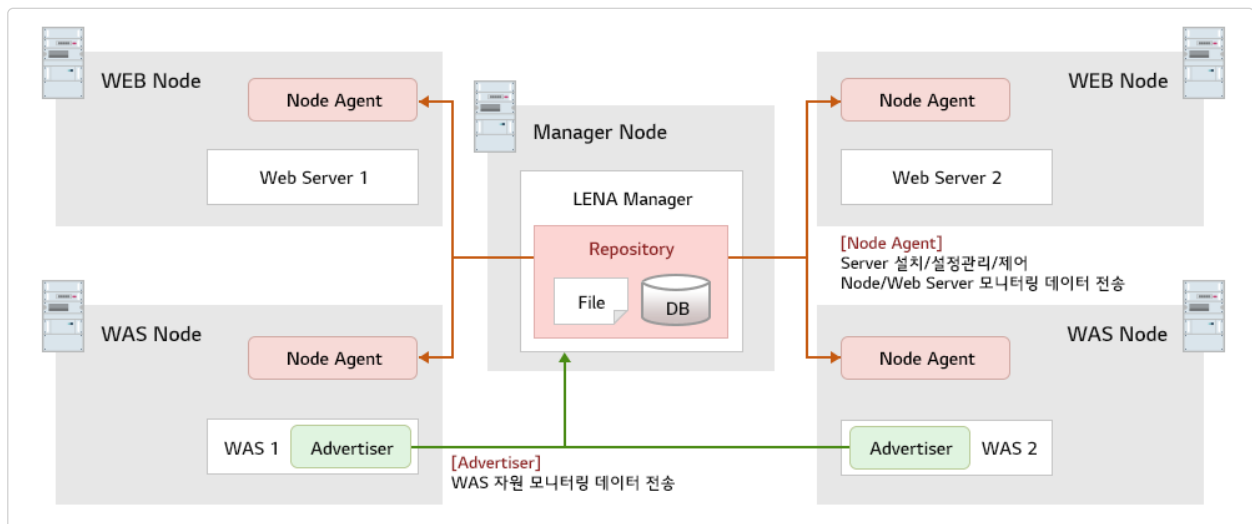 WEB Node
Node Agent
Web Server 1
Manager Node
LENA Manager
Repository
File
DB
WEB Node
Node Agent
Web Server 2
[Node Agent]
Server 설치/설정관리/제어
Node/Web Server 모니터링 데이터 전송
WAS Node
Node Agent
WAS 1
Advertiser
[Advertiser]
WAS 자원 모니터링 데이터 전송
WAS Node
Node Agent
Advertiser
WAS 2